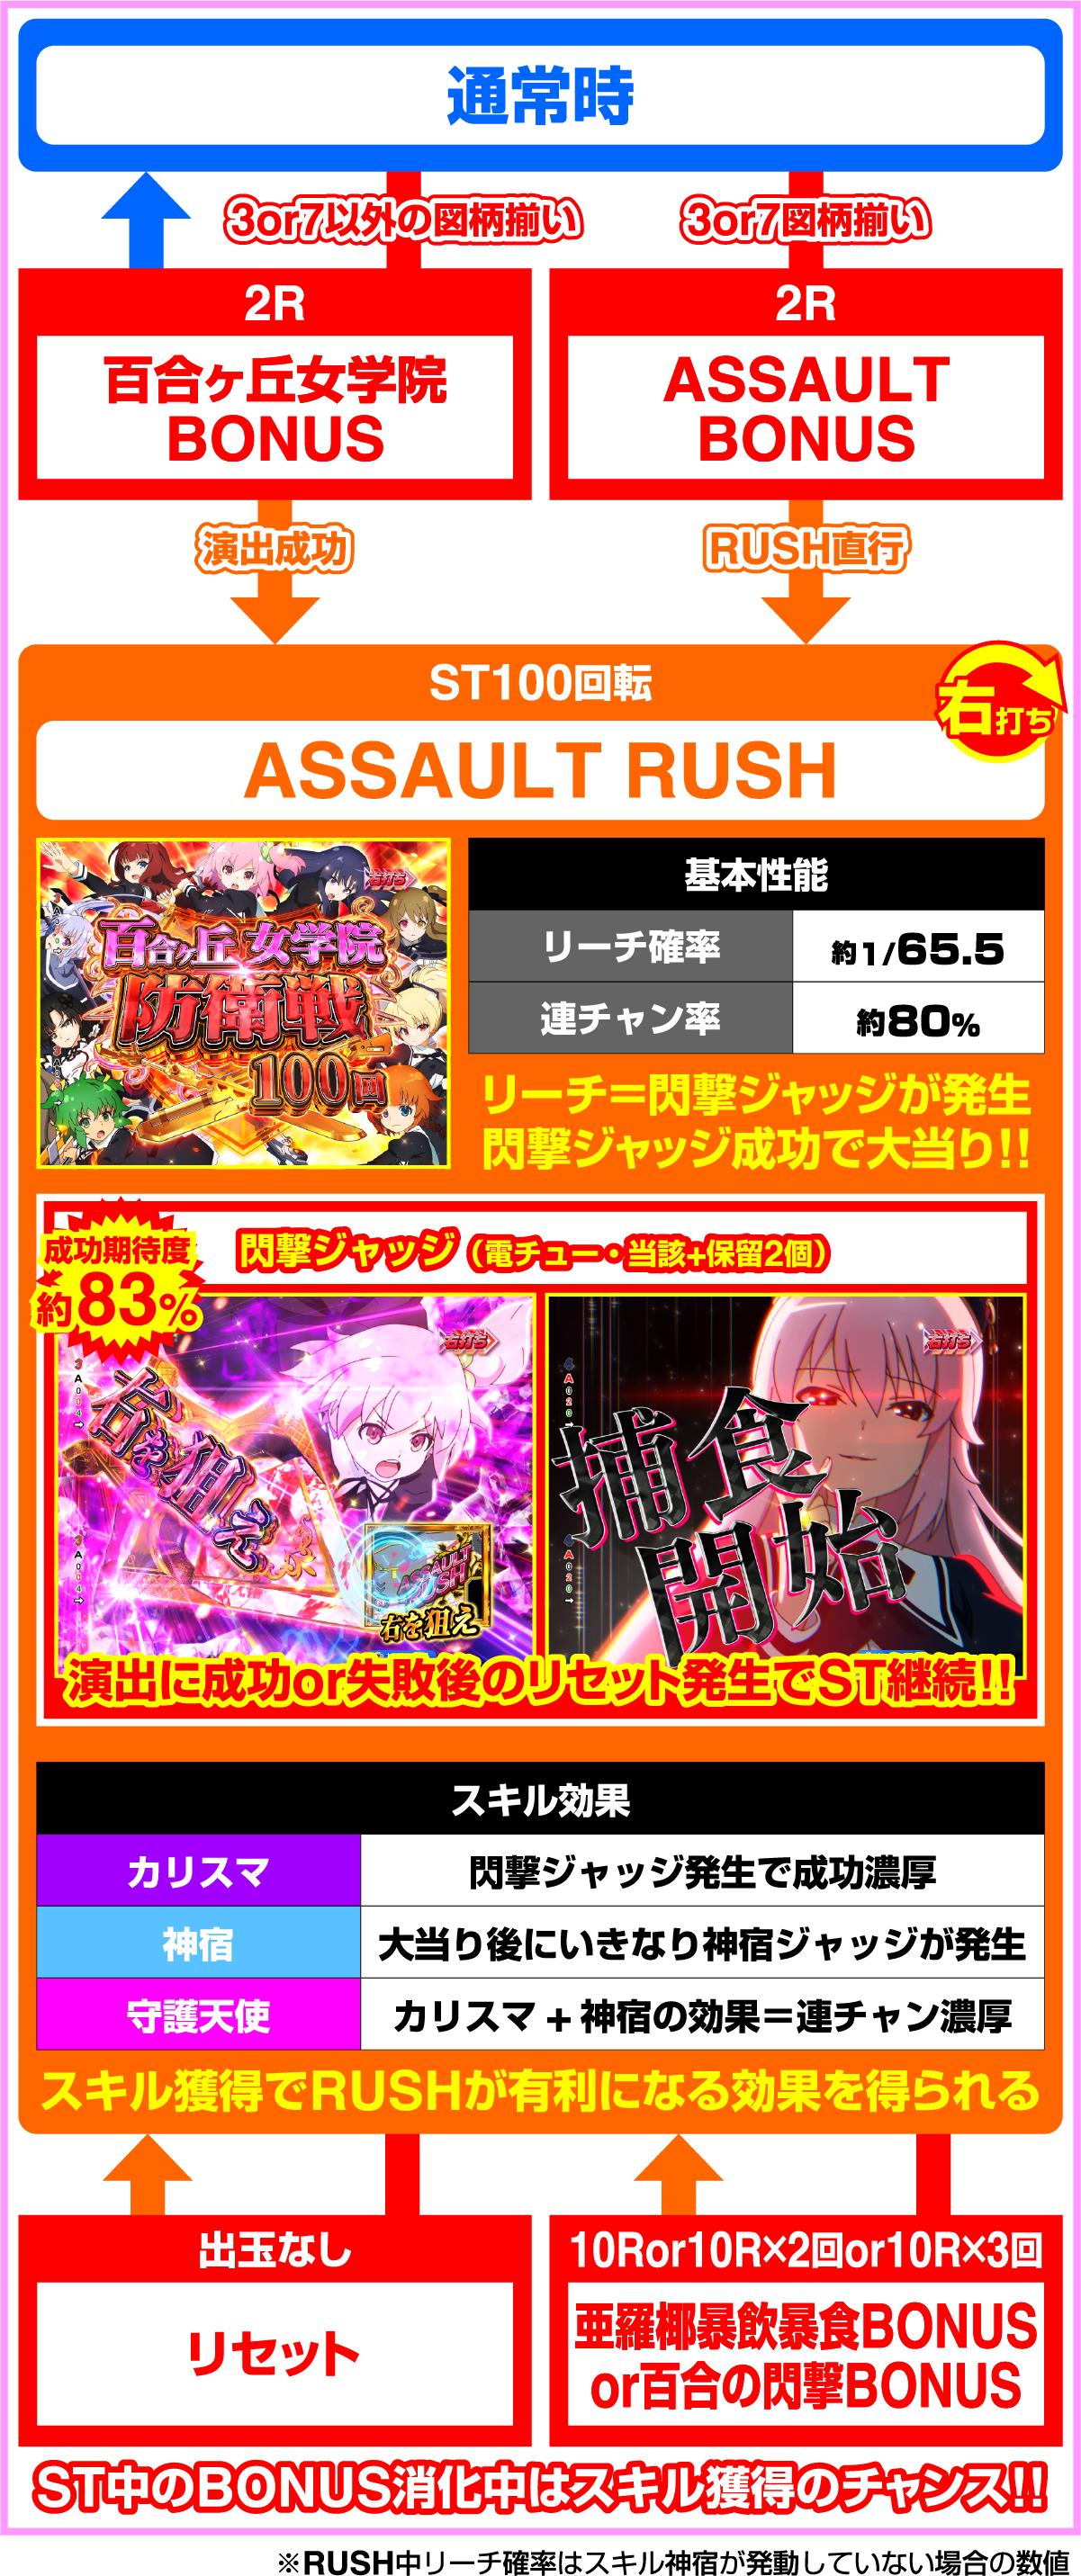 通常時
3or7以外の図柄揃い
3or7図柄揃い
2R
百合ヶ丘女学院
BONUS
2R
ASSAULT
BONUS
演出成功
RUSH直行
ST100回転
右打ち
ASSAULT RUSH
右打ち
百合ヶ丘 女学院
防衛戦
100回
基本性能
リーチ確率
約1/65.5
連チャン率
約80%
リーチ＝閃撃ジャッジが発生
閃撃ジャッジ成功で大当り!!
成功期待度
約83%
閃撃ジャッジ（電チュー・当該+保留2個）
右打ち
右を狙え
ASSAULT
RUSH
右を狙え
右打ち
捕食
開始
演出に成功or失敗後のリセット発生でST継続!!
スキル効果
カリスマ
閃撃ジャッジ発生で成功濃厚
神宿
大当り後にいきなり神宿ジャッジが発生
守護天使
カリスマ + 神宿の効果＝連チャン濃厚
スキル獲得でRUSHが有利になる効果を得られる
出玉なし
リセット
10Ror10R×2回or10R×3回
亜羅椰暴飲暴食BONUS
or百合の閃撃BONUS
ST中のBONUS消化中はスキル獲得のチャンス!!
※RUSH中リーチ確率はスキル神宿が発動していない場合の数値